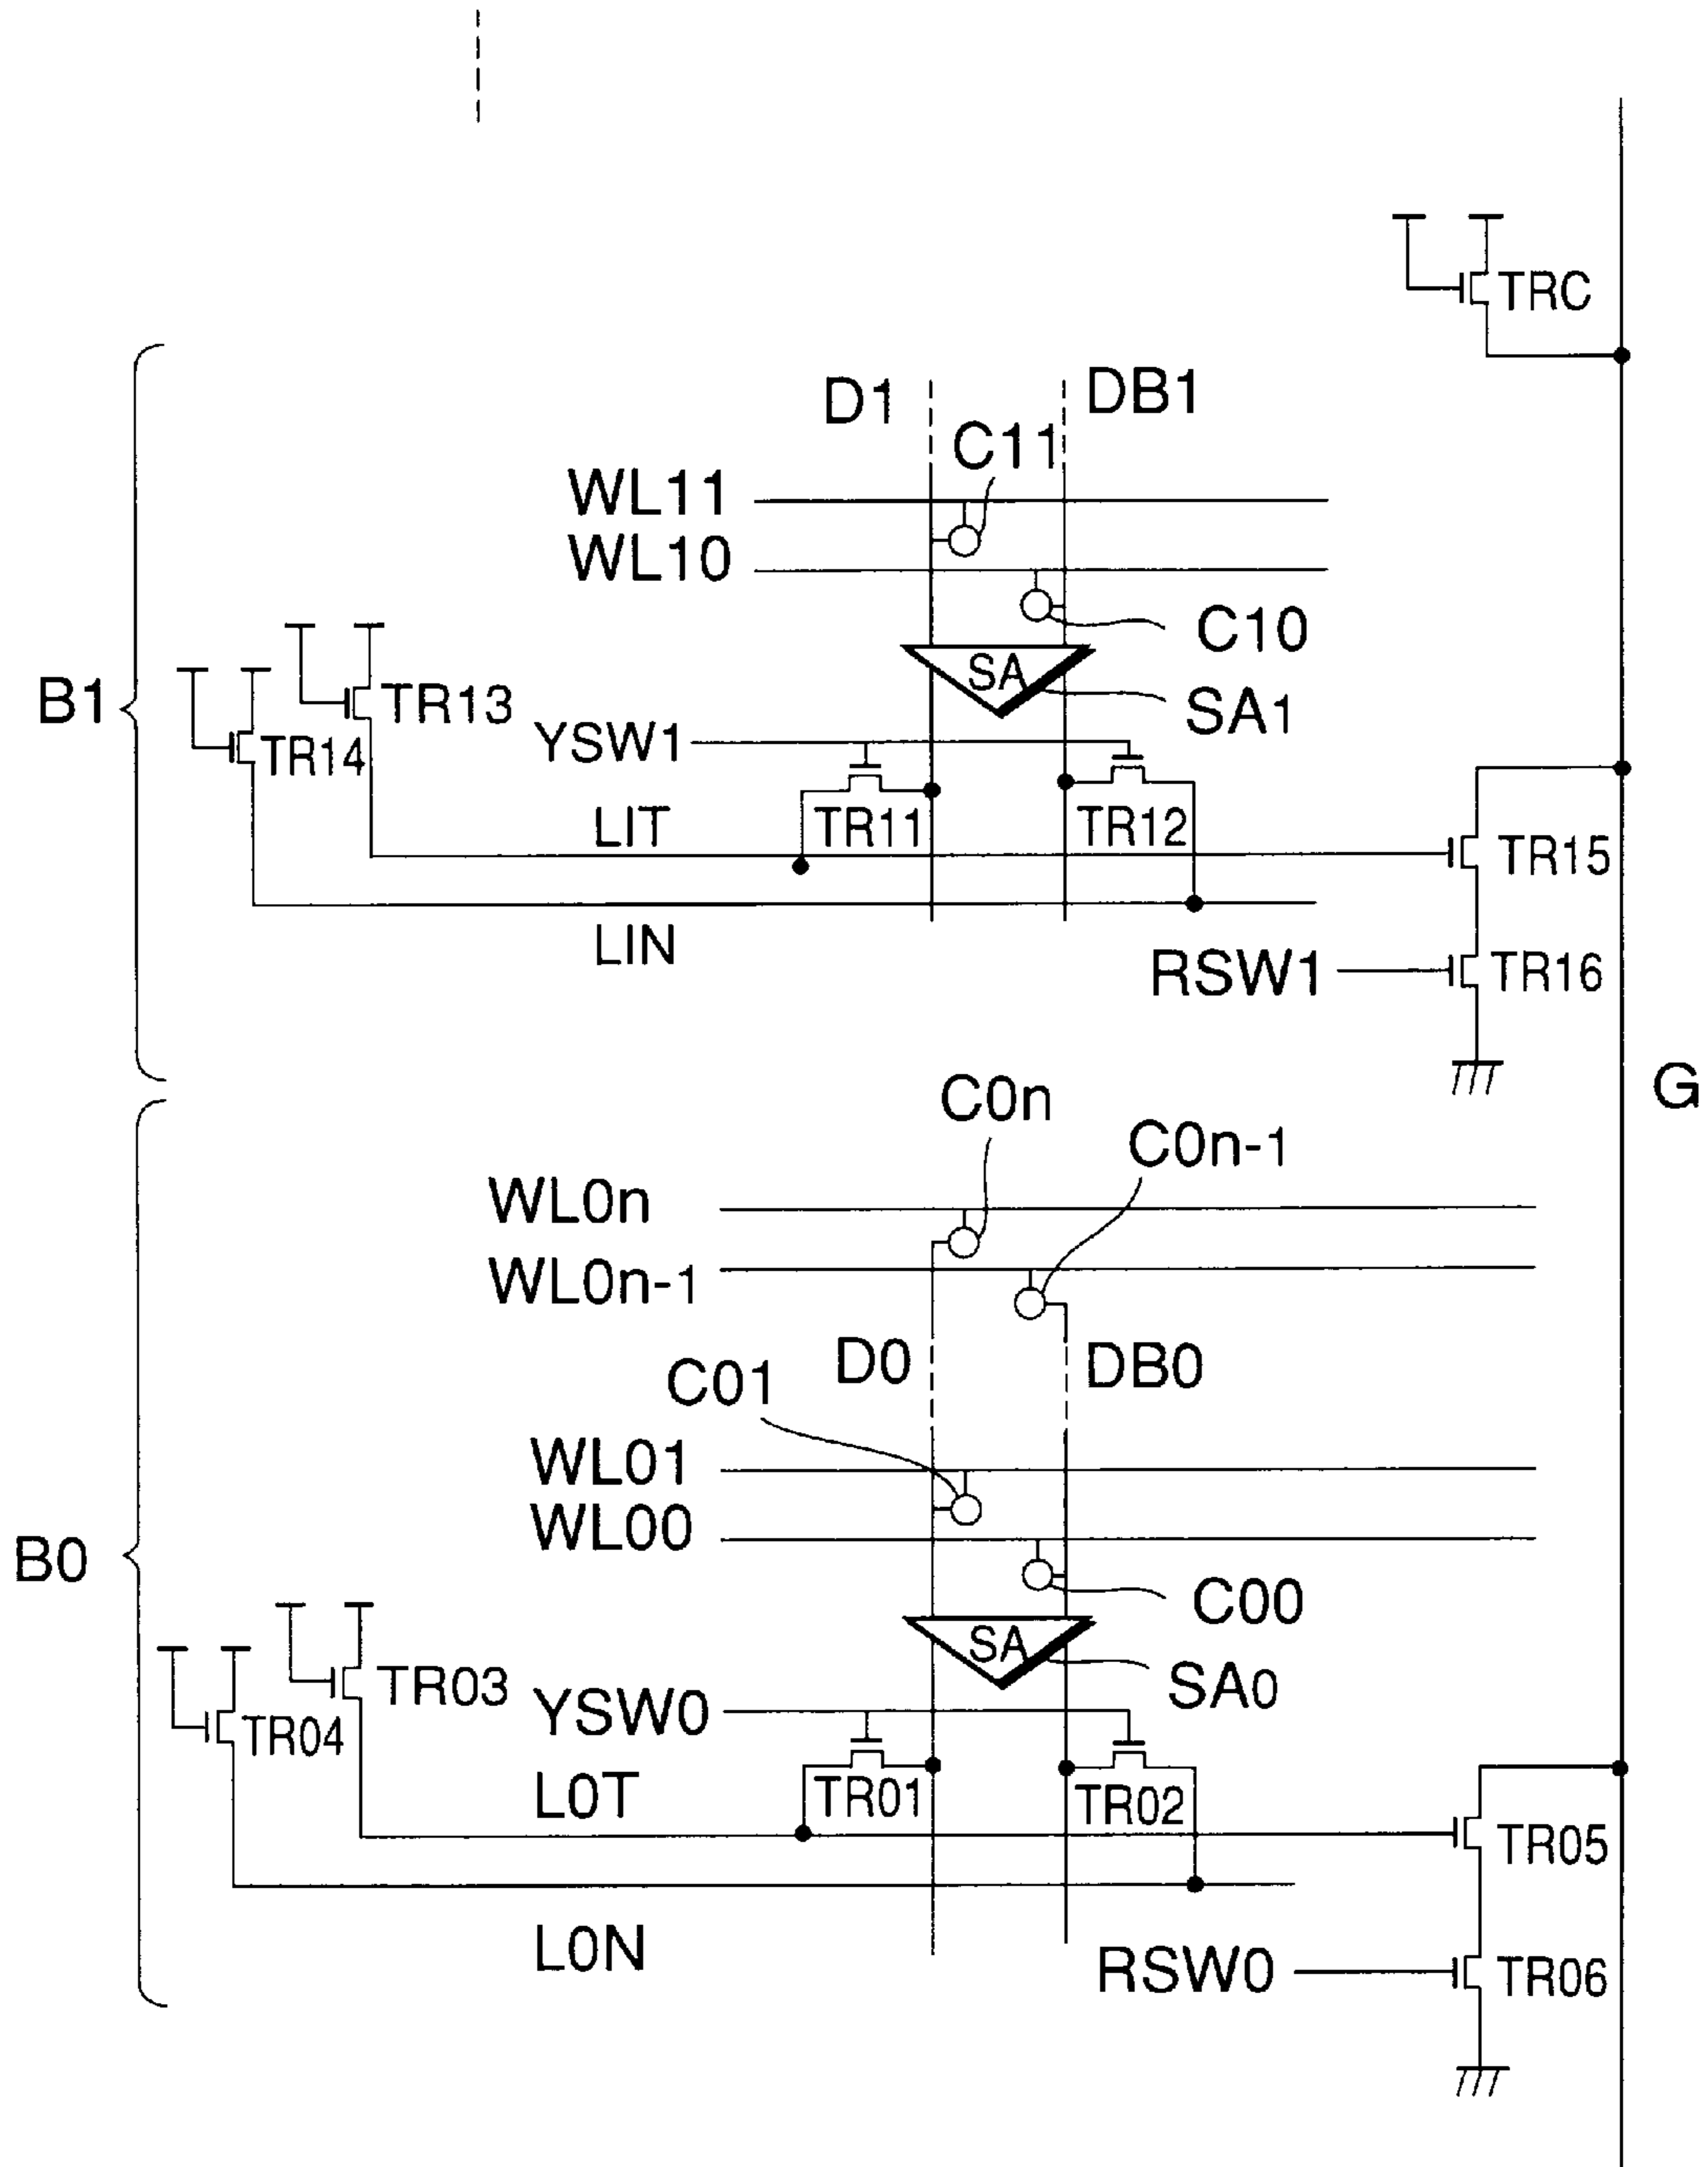 TRC
D1
DB1
C11
WL11
WL10
C10
B1
TR13
SA
SA1
TR14
YSW1
LIT
TR11
TR12
TR15
LIN
RSW1
TR16
G
C0n
C0n-1
WL0n
WL0n-1
D0
DB0
C01
WL01
WL00
B0
C00
SA
SA0
TR03
YSW0
TR04
L0T
TR01
TR02
TR05
L0N
RSW0
TR06